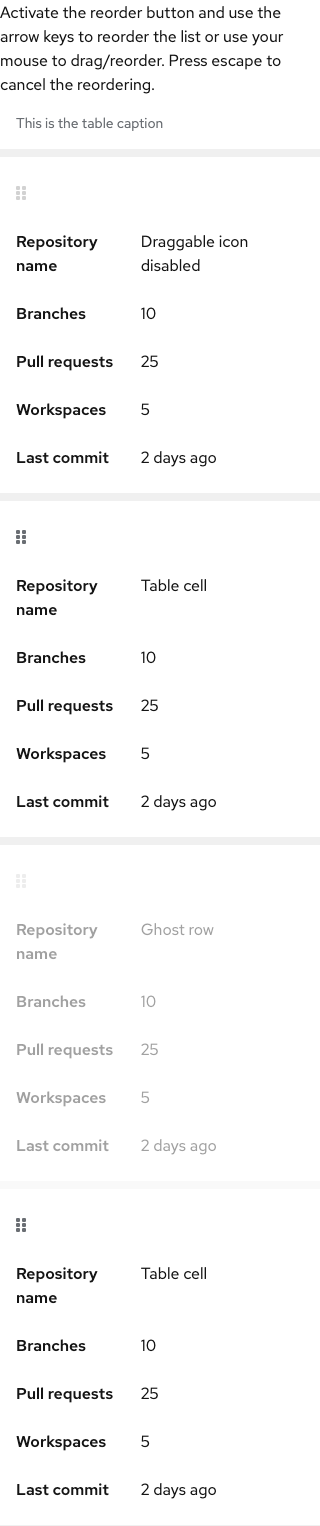 Activate the reorder button and use the
arrow keys to reorder the list or use your
mouse to drag/reorder. Press escape to
cancel the reordering.
This is the table caption
Repository name Draggable icon disabled
Branches 10
Pull requests 25
Workspaces 5
Last commit 2 days ago
Repository name Table cell
Branches 10
Pull requests 25
Workspaces 5
Last commit 2 days ago
Repository name Ghost row
Branches 10
Pull requests 25
Workspaces 5
Last commit 2 days ago
Repository name Table cell
Branches 10
Pull requests 25
Workspaces 5
Last commit 2 days ago